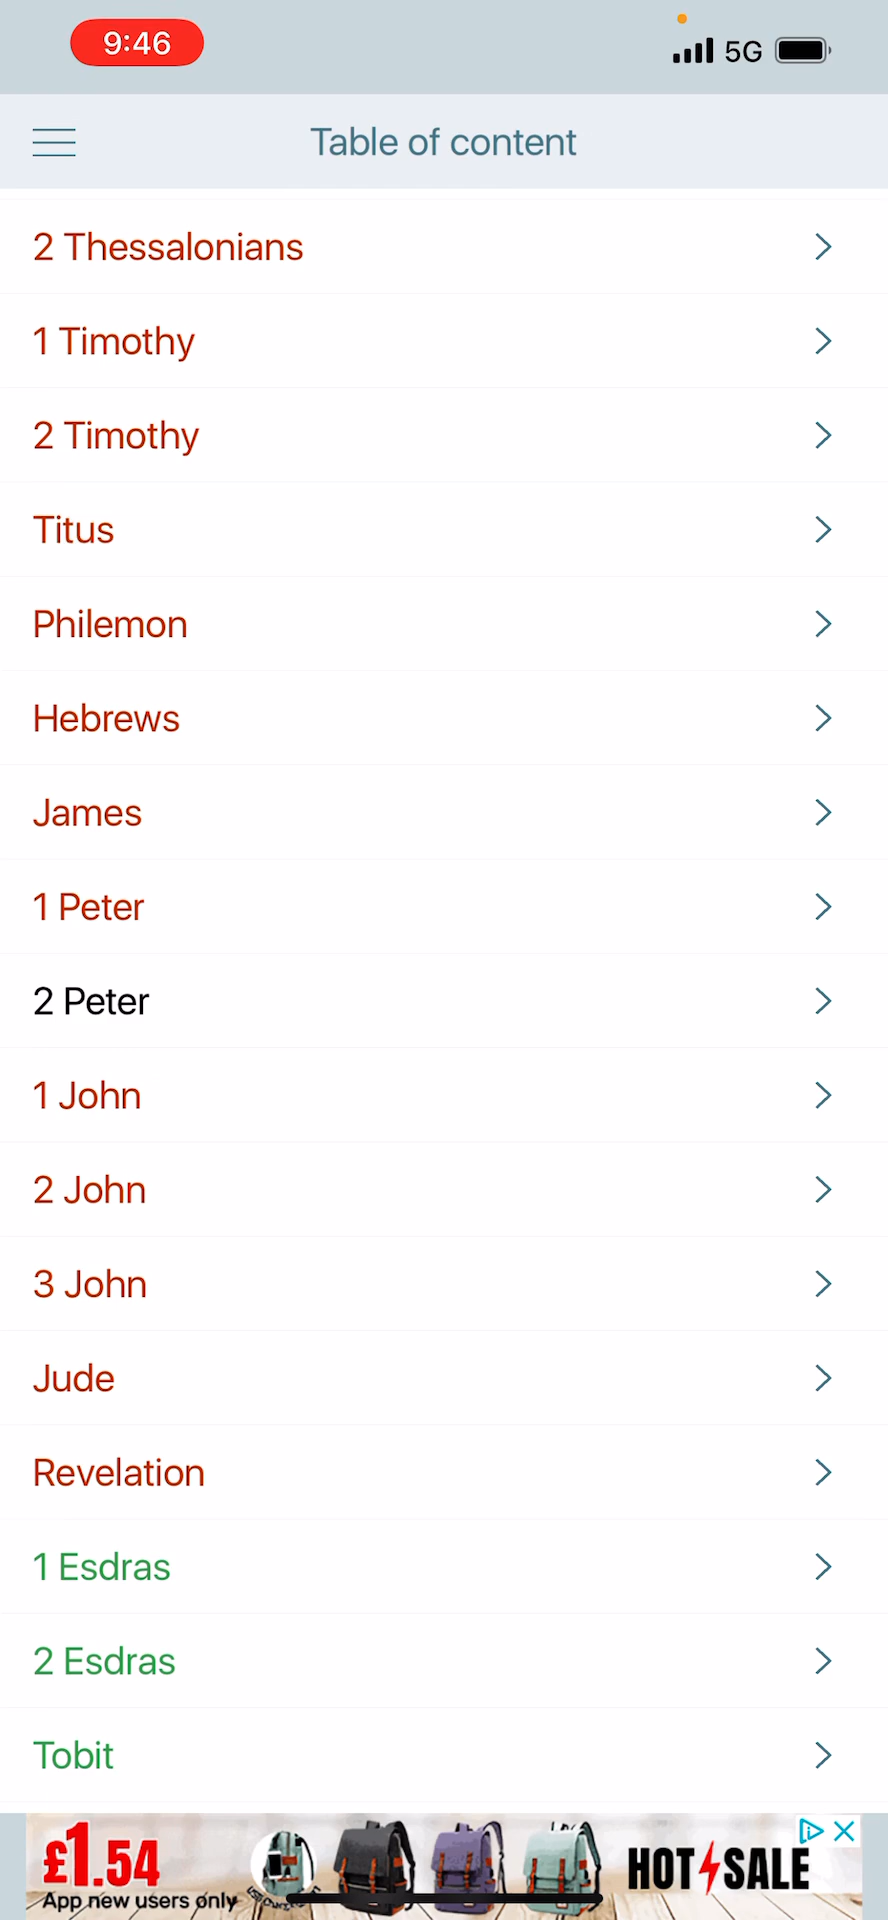 9:46
5G
Table of content
2 Thessalonians
1 Timothy
2 Timothy
Titus
Philemon
Hebrews
James
1 Peter
2 Peter
1 John
2 John
3 John
Jude
Revelation
1 Esdras
2 Esdras
Tobit
£1.54
App new users only
HOT SALE